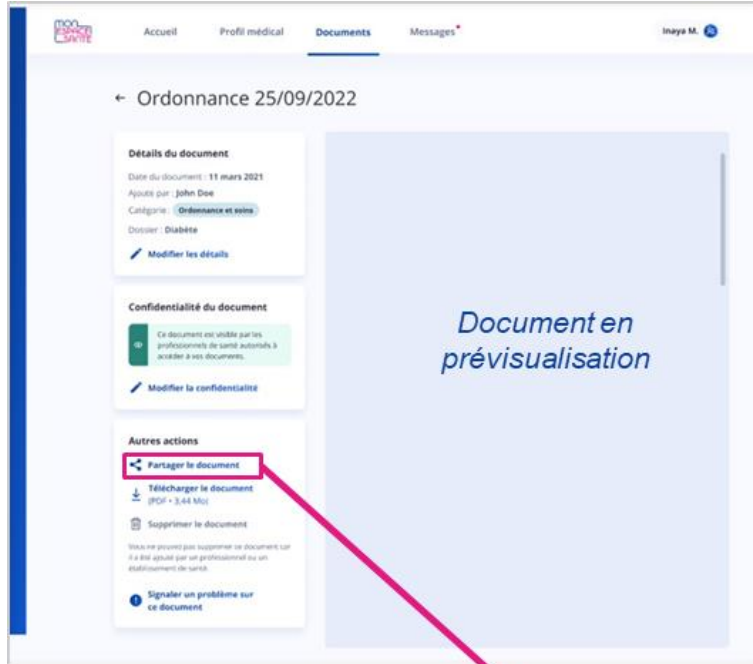 mon
ESPACE
SANTÉ
Accueil
Profil médical
Documents
Messages
Inaya M.
← Ordonnance 25/09/2022
Détails du document
Date du document : 11 mars 2021
Ajouté par : John Doe
Catégorie : Ordonnance et soins
Dossier : Diabète
Modifier les détails
Confidentialité du document
Ce document est visible par les
professionnels de santé autorisés à
accéder à vos documents.
Modifier la confidentialité
Autres actions
Partager le document
Télécharger le document
(PDF • 3,44 Mo)
Supprimer le document
Vous ne pouvez pas supprimer ce document car
il a été ajouté par un professionnel ou un
établissement de santé.
Signaler un problème sur
ce document
Document en
prévisualisation